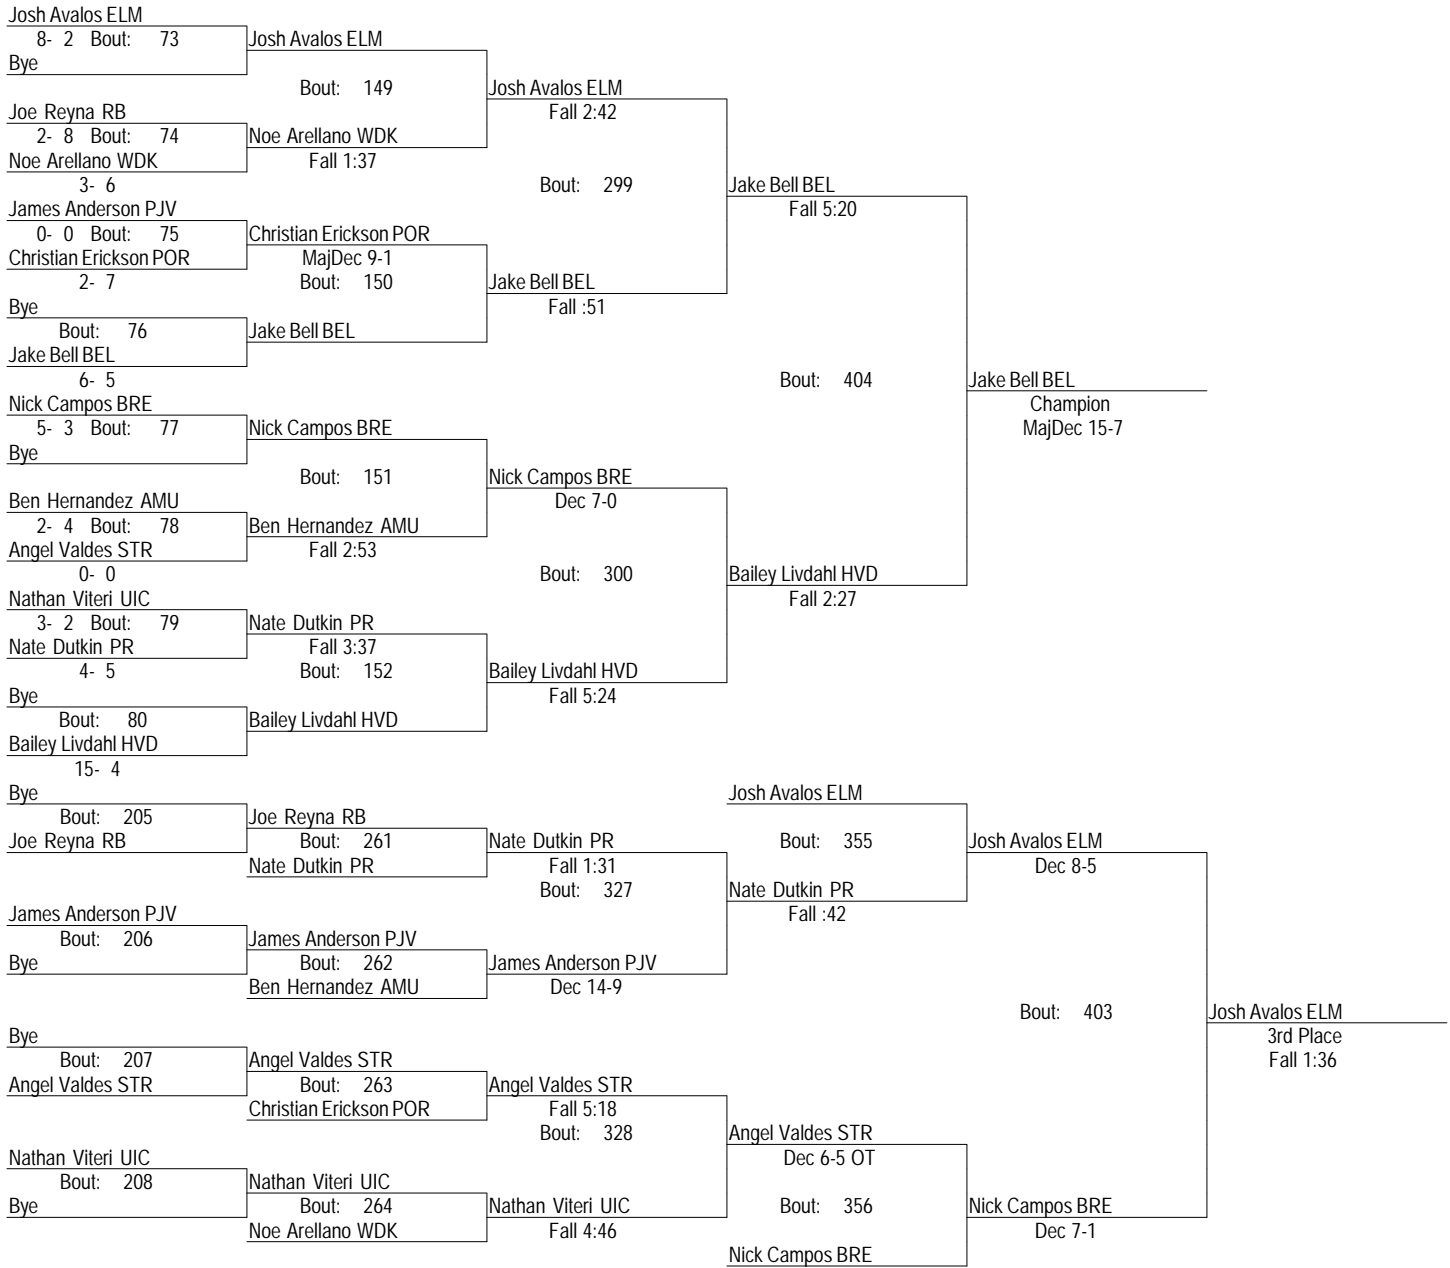 Josh Avalos ELM
8- 2 Bout: 73 Josh Avalos ELM
Bye
Bout: 149 Josh Avalos ELM
Joe Reyna RB Fall 2:42
2- 8 Bout: 74 Noe Arellano WDK
Noe Arellano WDK Fall 1:37
3- 6 Bout: 299 Jake Bell BEL
James Anderson PJV Fall 5:20
0- 0 Bout: 75 Christian Erickson POR
Christian Erickson POR MajDec 9-1
2- 7 Bout: 150 Jake Bell BEL
Bye Fall :51
Bout: 76 Jake Bell BEL
Jake Bell BEL
6- 5 Bout: 404 Jake Bell BEL
Nick Campos BRE Champion
5- 3 Bout: 77 Nick Campos BRE MajDec 15-7
Bye
Bout: 151 Nick Campos BRE
Ben Hernandez AMU Dec 7-0
2- 4 Bout: 78 Ben Hernandez AMU
Angel Valdes STR Fall 2:53
0- 0 Bout: 300 Bailey Livdahl HVD
Nathan Viteri UIC Fall 2:27
3- 2 Bout: 79 Nate Dutkin PR
Nate Dutkin PR Fall 3:37
4- 5 Bout: 152 Bailey Livdahl HVD
Bye Fall 5:24
Bout: 80 Bailey Livdahl HVD
Bailey Livdahl HVD
15- 4
Bye Josh Avalos ELM
Bout: 205 Joe Reyna RB
Joe Reyna RB Bout: 261 Nate Dutkin PR Bout: 355 Josh Avalos ELM
Nate Dutkin PR Fall 1:31 Dec 8-5
Bout: 327 Nate Dutkin PR
James Anderson PJV Fall :42
Bout: 206 James Anderson PJV
Bye Bout: 262 James Anderson PJV
Ben Hernandez AMU Dec 14-9
Bout: 403 Josh Avalos ELM
Bye 3rd Place
Bout: 207 Angel Valdes STR Fall 1:36
Angel Valdes STR Bout: 263 Angel Valdes STR
Christian Erickson POR Fall 5:18
Bout: 328 Angel Valdes STR
Nathan Viteri UIC Dec 6-5 OT
Bout: 208 Nathan Viteri UIC
Bye Bout: 264 Nathan Viteri UIC Bout: 356 Nick Campos BRE
Noe Arellano WDK Fall 4:46 Dec 7-1
Nick Campos BRE